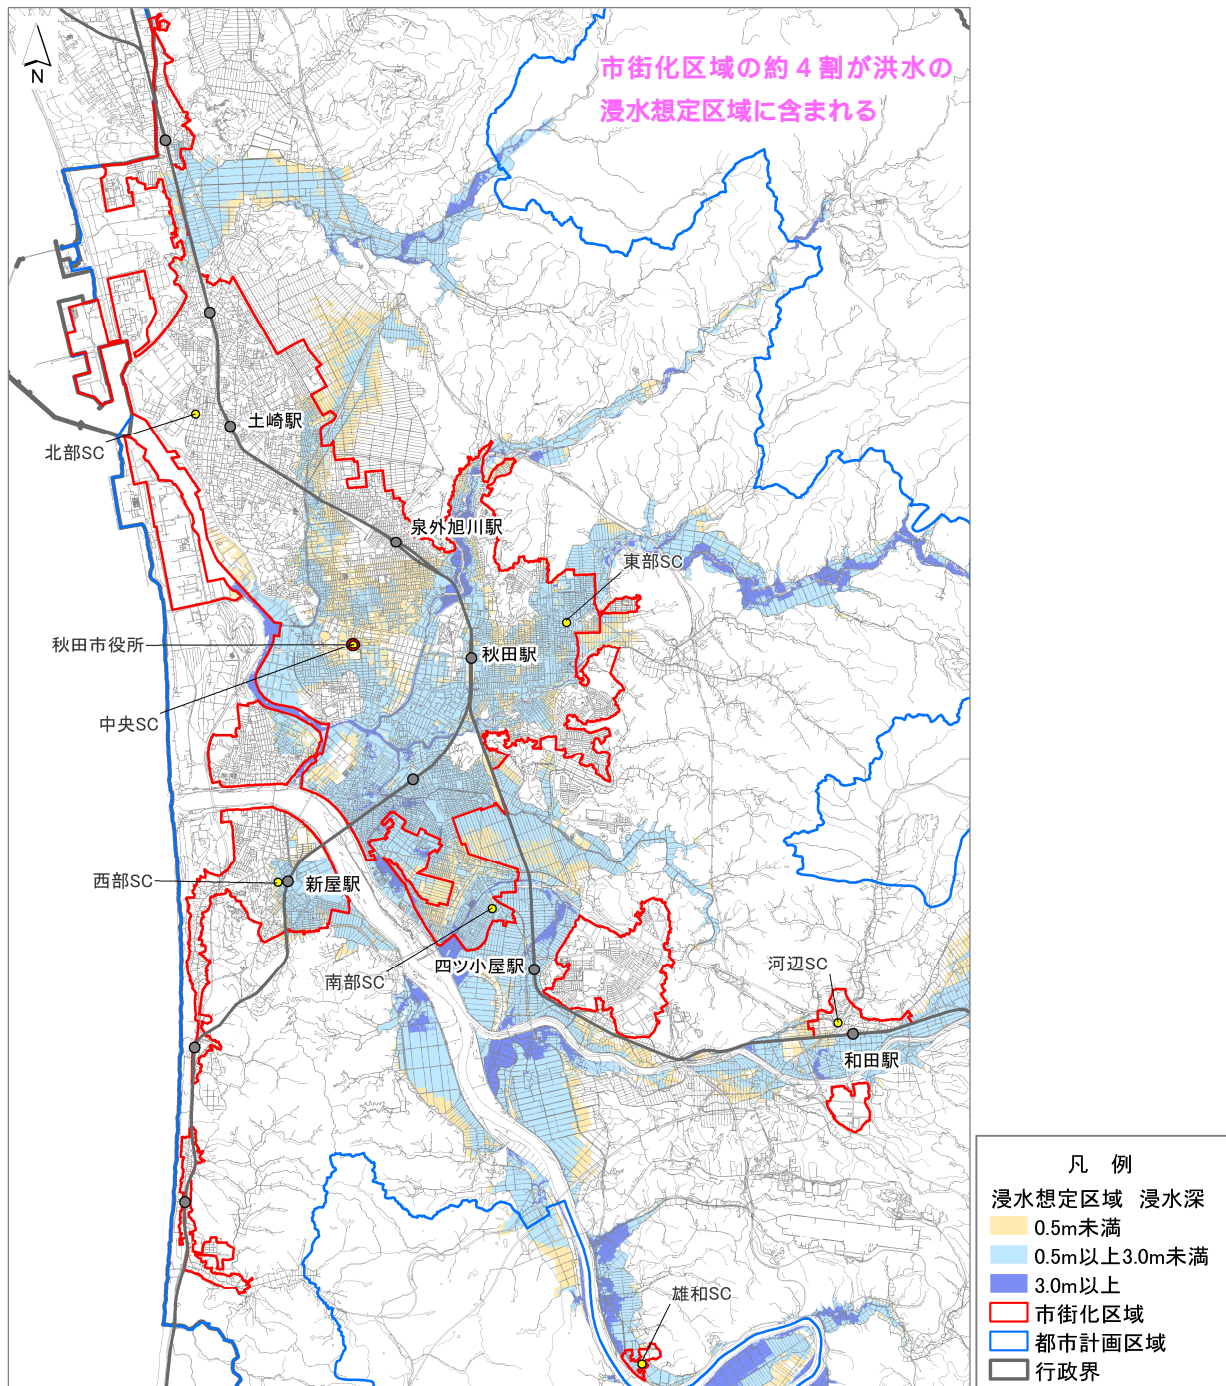 市街化区域の約４割が洪水の
浸水想定区域に含まれる
N
土崎駅
北部SC
泉外旭川駅
東部SC
秋田市役所
秋田駅
中央SC
西部SC
新屋駅
南部SC
四ツ小屋駅
河辺SC
和田駅
雄和SC
凡　例
浸水想定区域　浸水深
0.5m未満
0.5m以上3.0m未満
3.0m以上
市街化区域
都市計画区域
行政界